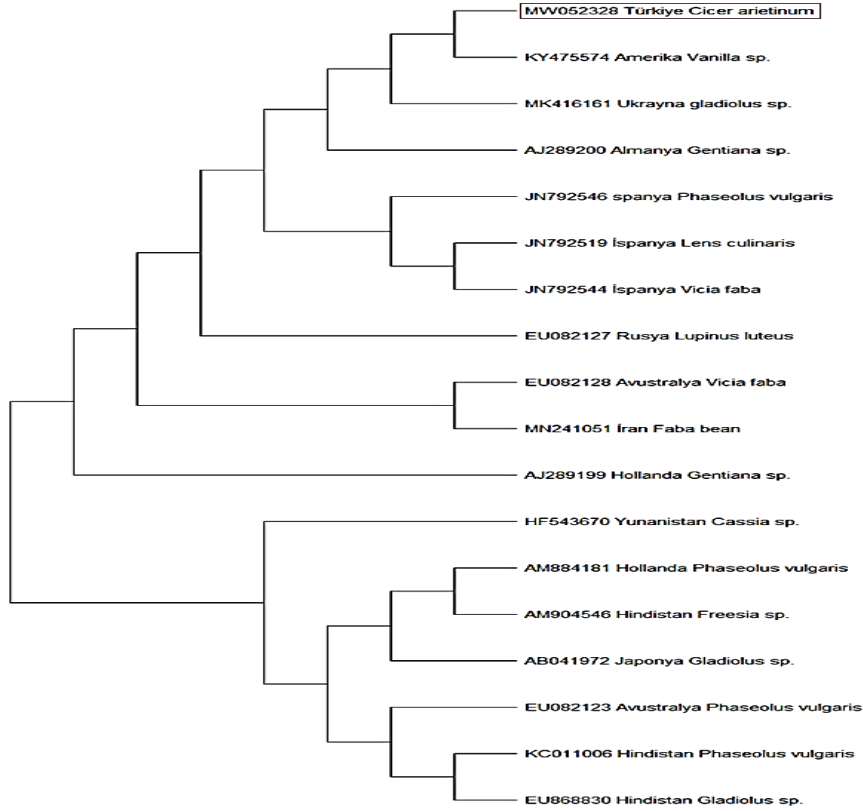 MW052328 Türkiye Cicer arietinum
KY475574 Amerika Vanilla sp.
MK416161 Ukrayna gladiolus sp.
AJ289200 Almanya Gentiana sp.
JN792546 spanya Phaseolus vulgaris
JN792519 İspanya Lens culinaris
JN792544 İspanya Vicia faba
EU082127 Rusya Lupinus luteus
EU082128 Avustralya Vicia faba
MN241051 İran Faba bean
AJ289199 Hollanda Gentiana sp.
HF543670 Yunanistan Cassia sp.
AM884181 Hollanda Phaseolus vulgaris
AM904546 Hindistan Freesia sp.
AB041972 Japonya Gladiolus sp.
EU082123 Avustralya Phaseolus vulgaris
KC011006 Hindistan Phaseolus vulgaris
EU868830 Hindistan Gladiolus sp.